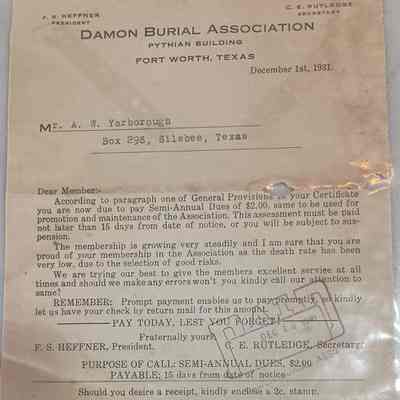 F. S. HEFFNER
PRESIDENT
C. E. RUTLEDGE
SECRETARY
DAMON BURIAL ASSOCIATION
PYTHIAN BUILDING
FORT WORTH, TEXAS
December 1st, 1931.
Mr. A. W. Yarborough
Box 295, Silsbee, Texas
Dear Member:-
According to paragraph one of General Provisions in your Certificate
you are now due to pay Semi-Annual Dues of $2.00, same to be used for
promotion and maintenance of the Association. This assessment must be paid
not later than 15 days from date of notice, or you will be subject to sus-
pension.
The membership is growing very steadily and I am sure that you are
proud of your membership in the Association as the death rate has been
very low, due to the selection of good risks.
We are trying our best to give the members excellent service at all
times and should we make any errors won't you kindly call our attention to
same?
REMEMBER: Prompt payment enables us to pay promptly, so kindly
let us have your check by return mail for this amount.
PAY TODAY, LEST YOU FORGET!
Fraternally yours,
F. S. HEFFNER, President. C. E. RUTLEDGE, Secretary
PURPOSE OF CALL: SEMI-ANNUAL DUES, $2.00
PAYABLE; 15 days from date of notice
Should you desire a receipt, kindly enclose a 2c. stamp.
DEC